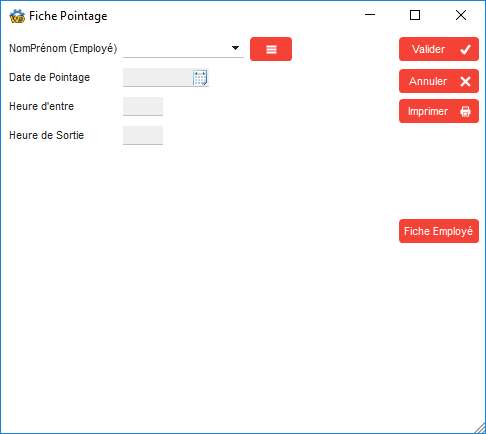 Fiche Pointage
NomPrénom (Employé)
Valider
Date de Pointage
Annuler
Heure d'entre
Imprimer
Heure de Sortie
Fiche Employé